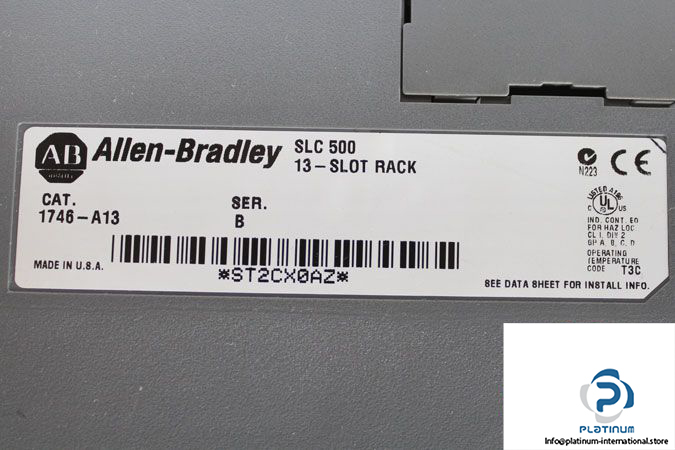 AB Allen-Bradley
SLC 500
13-SLOT RACK
N223
CE
CAT.
1746-A13
SER.
B
LISTED A196
C UL US
IND. CONT. EQ
FOR HAZ LOC
CL I, DIV 2
GP A, B, C, D
OPERATING
TEMPERATURE
CODE T3C
MADE IN U.S.A.
*ST2CX0AZ*
SEE DATA SHEET FOR INSTALL INFO.
PLATINUM
Info@platinum-international.store